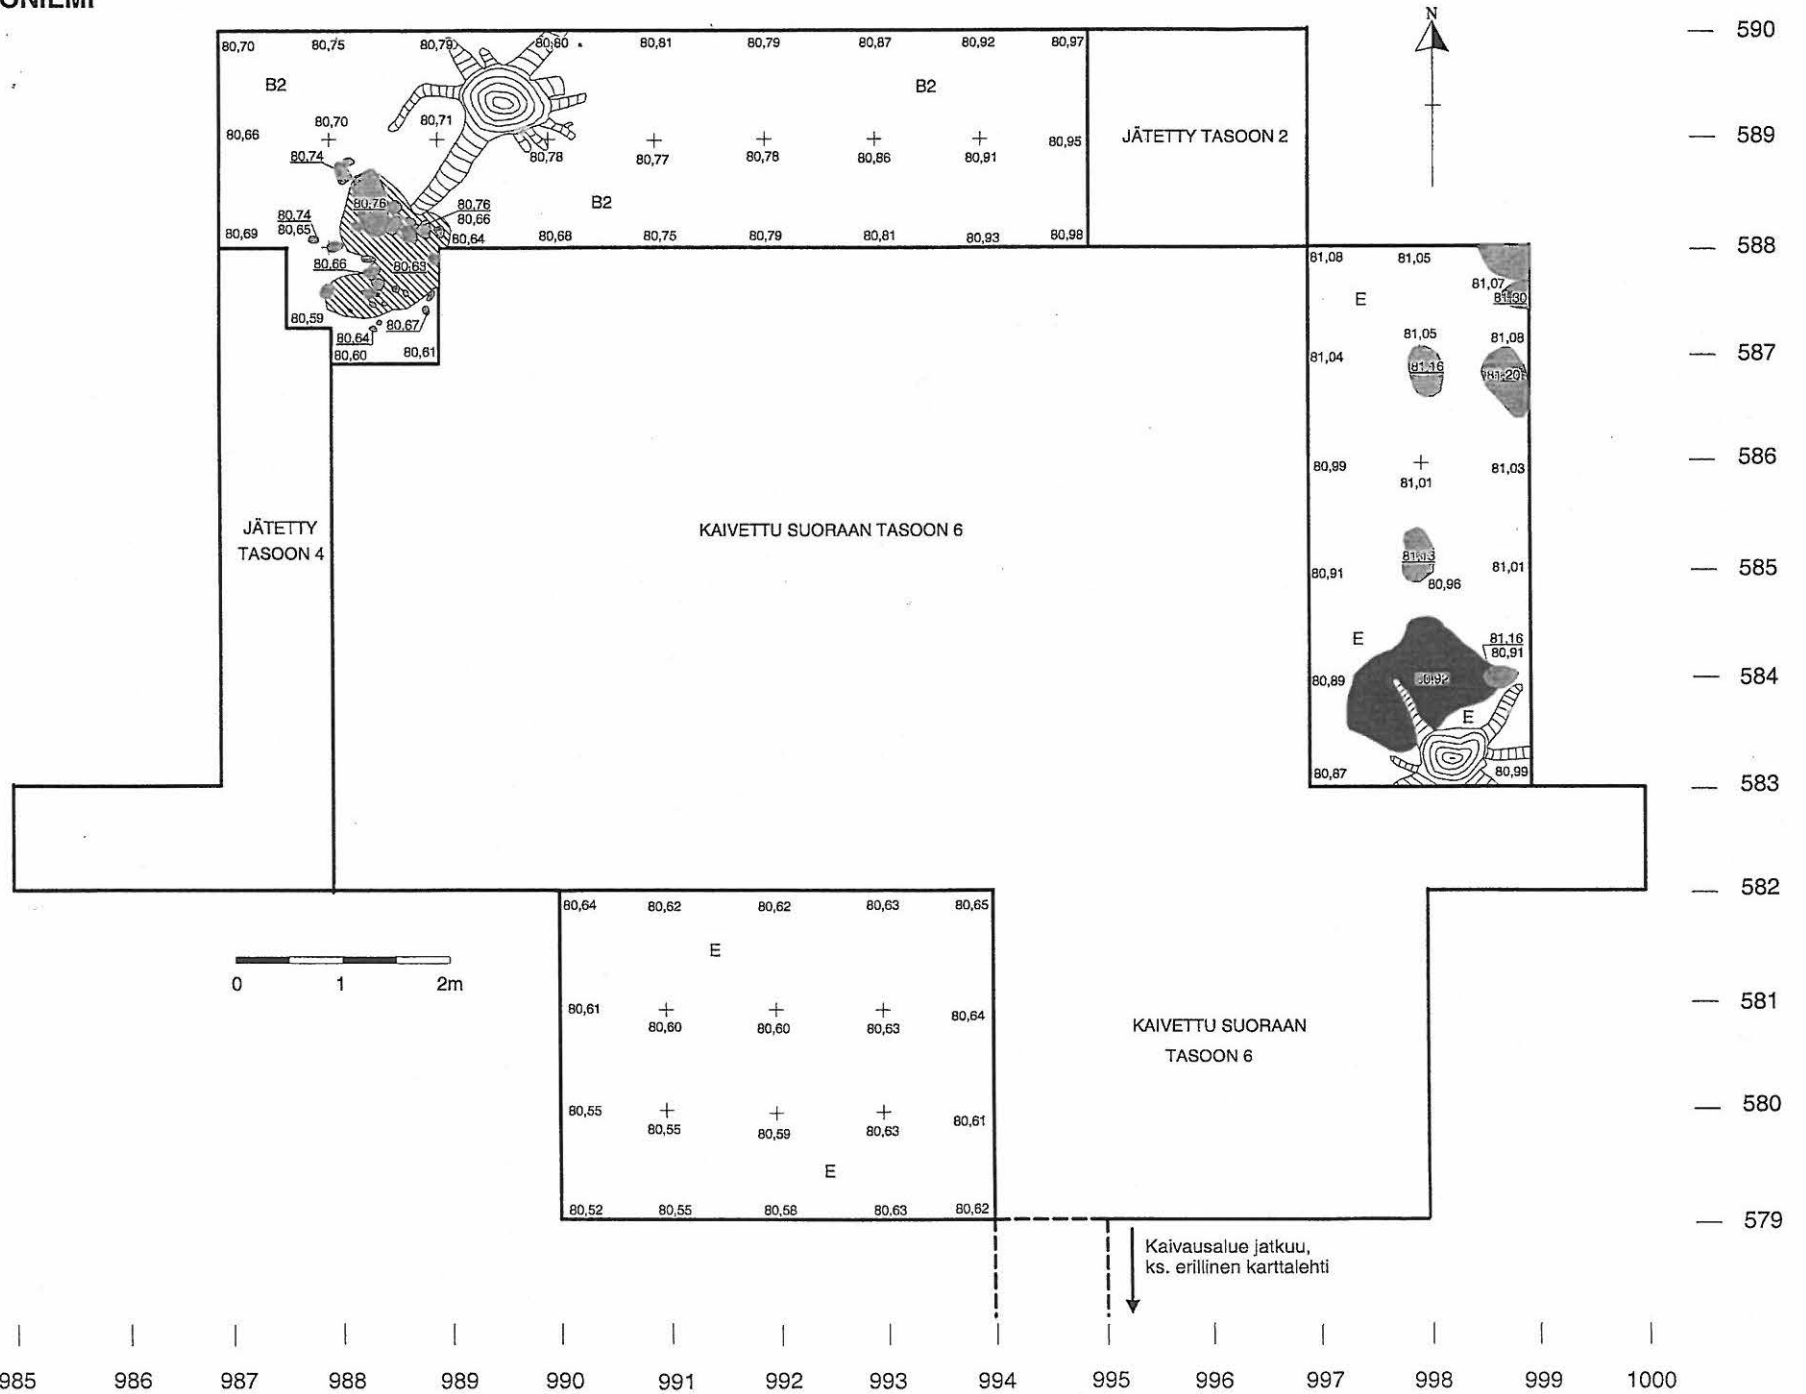 ONIEMI
N
590
80,70 80,75 80,79 80,80 80,81 80,79 80,87 80,92 80,97
B2 B2
80,66 80,70 80,71 80,78 80,77 80,78 80,86 80,91 80,95
JÄTETTY TASOON 2
589
80,74
80,76
B2
80,76
80,66
80,74
80,65
80,69 80,64 80,68 80,75 80,79 80,81 80,93 80,98
588
80,66 80,63
81,08 81,05
81,07
81,30
E
80,59
80,64 80,67
80,60 80,61
81,05 81,08
81,04
81,16 81,20
587
80,99 81,01 81,03
586
JÄTETTY
TASOON 4
KAIVETTU SUORAAN TASOON 6
81,13
80,91 80,96 81,01
585
E
81,16
80,91
80,89 80,92
584
E
80,87 80,99
583
582
80,64 80,62 80,62 80,63 80,65
E
0 1 2m
80,61 80,60 80,60 80,63 80,64
581
KAIVETTU SUORAAN
TASOON 6
80,55 80,55 80,59 80,63 80,61
580
E
80,52 80,55 80,58 80,63 80,62
579
Kaivausalue jatkuu,
ks. erillinen karttalehti
985 986 987 988 989 990 991 992 993 994 995 996 997 998 999 1000